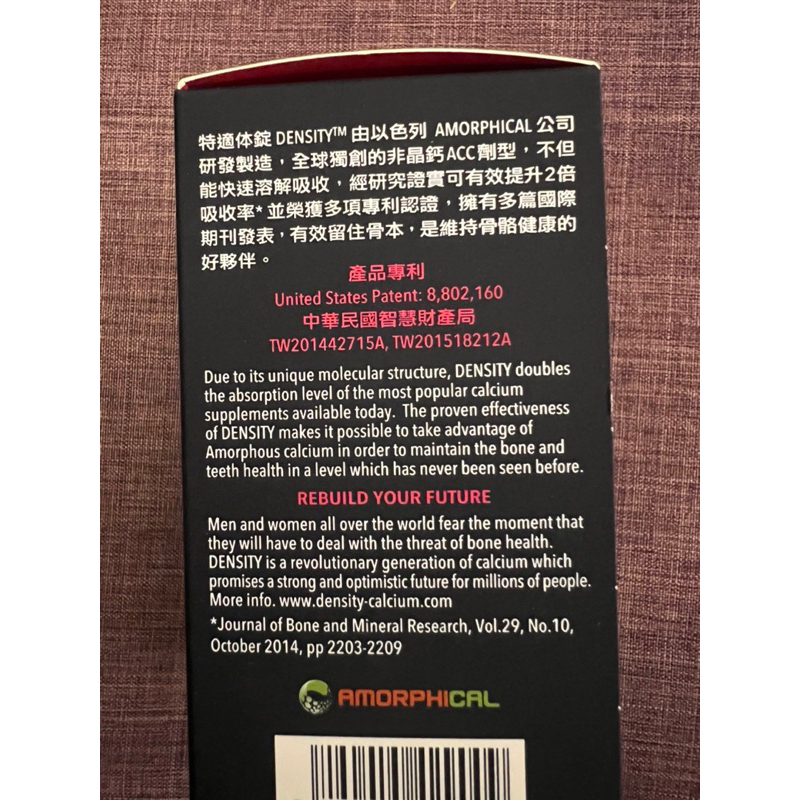 特適体錠 DENSITY™ 由以色列 AMORPHICAL 公司
研發製造，全球獨創的非晶鈣ACC劑型，不但
能快速溶解吸收，經研究證實可有效提升2倍
吸收率* 並榮獲多項專利認證，擁有多篇國際
期刊發表，有效留住骨本，是維持骨骼健康的
好夥伴。
產品專利
United States Patent: 8,802,160
中華民國智慧財產局
TW201442715A, TW201518212A
Due to its unique molecular structure, DENSITY doubles
the absorption level of the most popular calcium
supplements available today. The proven effectiveness
of DENSITY makes it possible to take advantage of
Amorphous calcium in order to maintain the bone and
teeth health in a level which has never been seen before.
REBUILD YOUR FUTURE
Men and women all over the world fear the moment that
they will have to deal with the threat of bone health.
DENSITY is a revolutionary generation of calcium which
promises a strong and optimistic future for millions of people.
More info. www.density-calcium.com
*Journal of Bone and Mineral Research, Vol.29, No.10,
October 2014, pp 2203-2209
AMORPHICAL